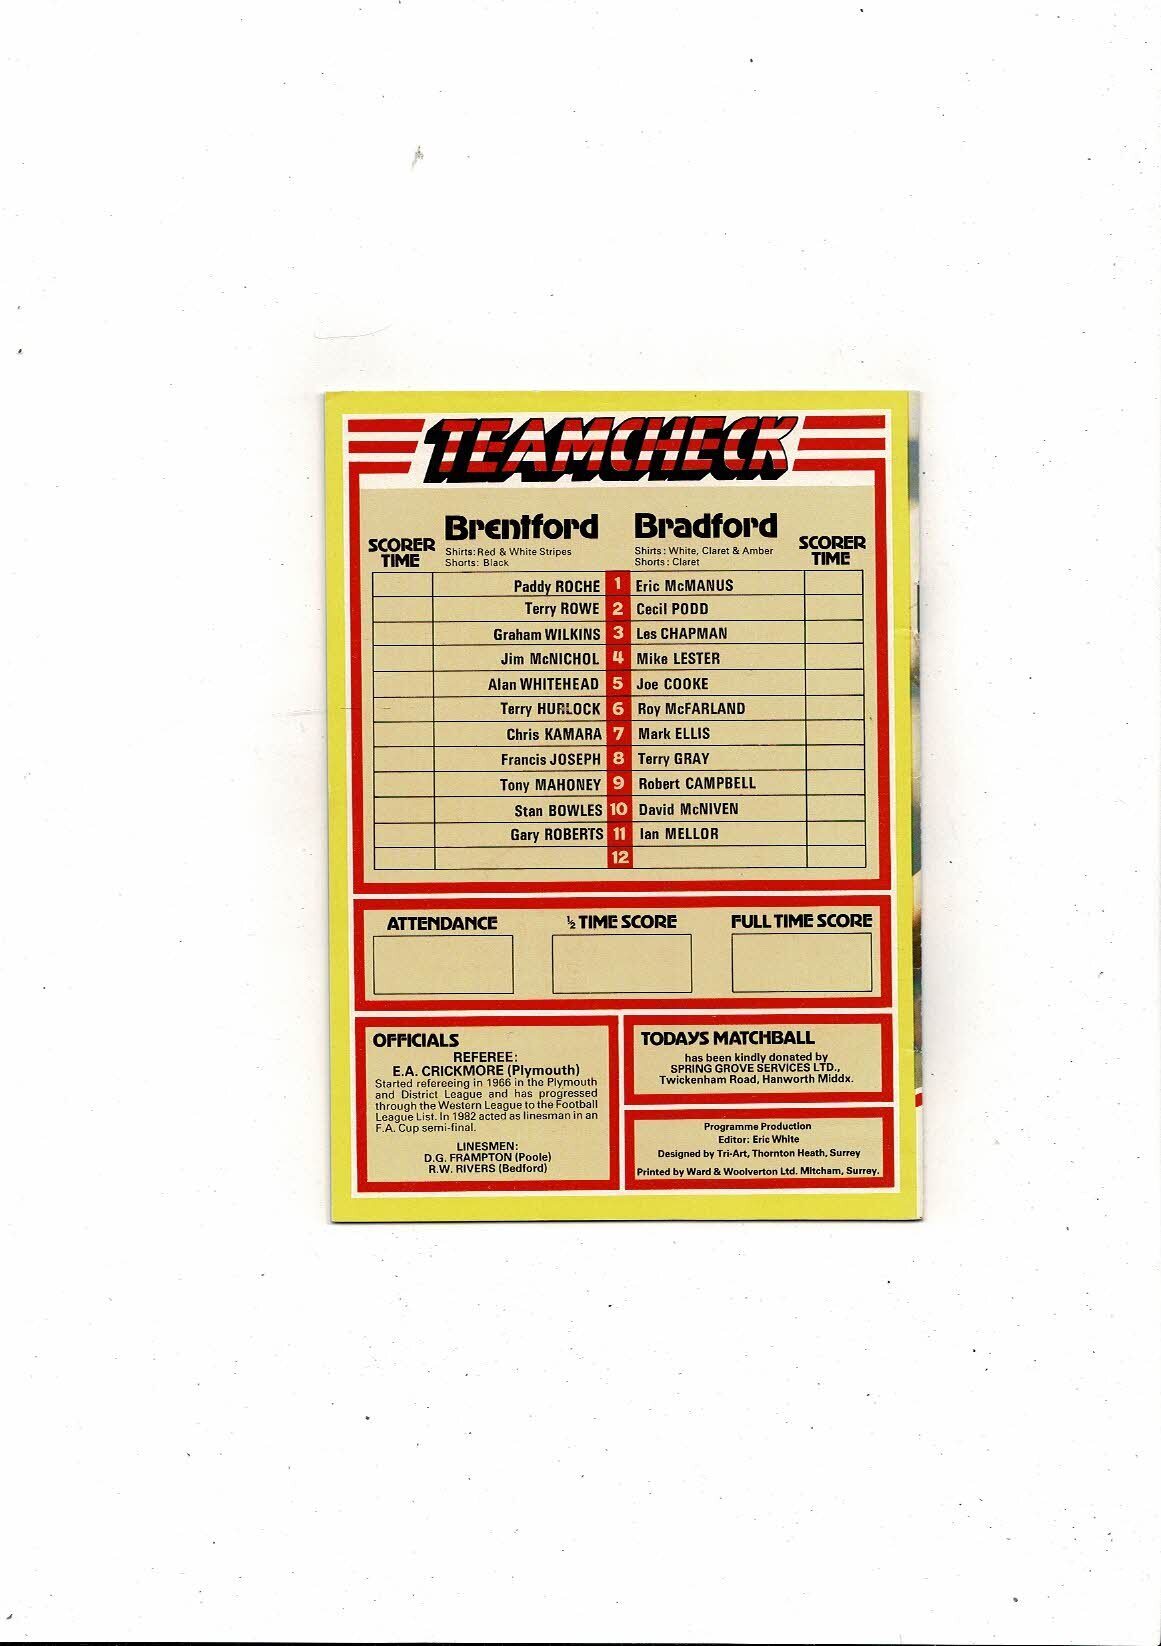 TEAMCHECK
Brentford
Shirts: Red & White Stripes
Shorts: Black
Bradford
Shirts: White, Claret & Amber
Shorts: Claret
SCORER TIME
SCORER TIME
Paddy ROCHE 1 Eric McMANUS
Terry ROWE 2 Cecil PODD
Graham WILKINS 3 Les CHAPMAN
Jim McNICHOL 4 Mike LESTER
Alan WHITEHEAD 5 Joe COOKE
Terry HURLOCK 6 Roy McFARLAND
Chris KAMARA 7 Mark ELLIS
Francis JOSEPH 8 Terry GRAY
Tony MAHONEY 9 Robert CAMPBELL
Stan BOWLES 10 David McNIVEN
Gary ROBERTS 11 Ian MELLOR
12
ATTENDANCE
½ TIME SCORE
FULL TIME SCORE
OFFICIALS
REFEREE:
E.A. CRICKMORE (Plymouth)
Started refereeing in 1966 in the Plymouth
and District League and has progressed
through the Western League to the Football
League List. In 1982 acted as linesman in an
F.A. Cup semi-final.
LINESMEN:
D.G. FRAMPTON (Poole)
R.W. RIVERS (Bedford)
TODAYS MATCHBALL
has been kindly donated by
SPRING GROVE SERVICES LTD.,
Twickenham Road, Hanworth Middx.
Programme Production
Editor: Eric White
Designed by Tri-Art, Thornton Heath, Surrey
Printed by Ward & Woolverton Ltd. Mitcham, Surrey.